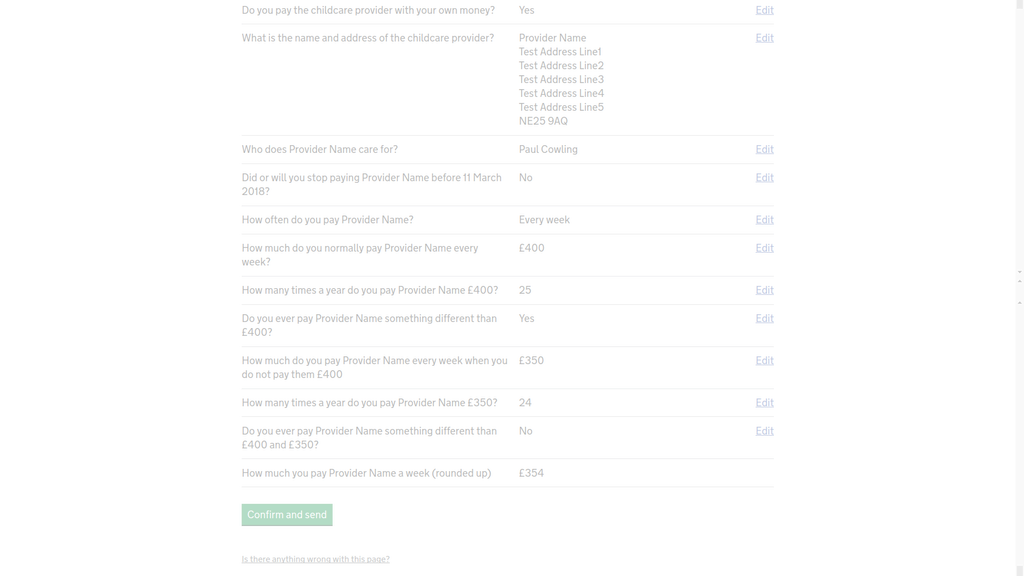 Do you pay the childcare provider with your own money? Yes Edit
What is the name and address of the childcare provider? Provider Name Edit
Test Address Line1
Test Address Line2
Test Address Line3
Test Address Line4
Test Address Line5
NE25 9AQ
Who does Provider Name care for? Paul Cowling Edit
Did or will you stop paying Provider Name before 11 March No Edit
2018?
How often do you pay Provider Name? Every week Edit
How much do you normally pay Provider Name every £400 Edit
week?
How many times a year do you pay Provider Name £400? 25 Edit
Do you ever pay Provider Name something different than Yes Edit
£400?
How much do you pay Provider Name every week when you £350 Edit
do not pay them £400
How many times a year do you pay Provider Name £350? 24 Edit
Do you ever pay Provider Name something different than No Edit
£400 and £350?
How much you pay Provider Name a week (rounded up) £354
Confirm and send
Is there anything wrong with this page?